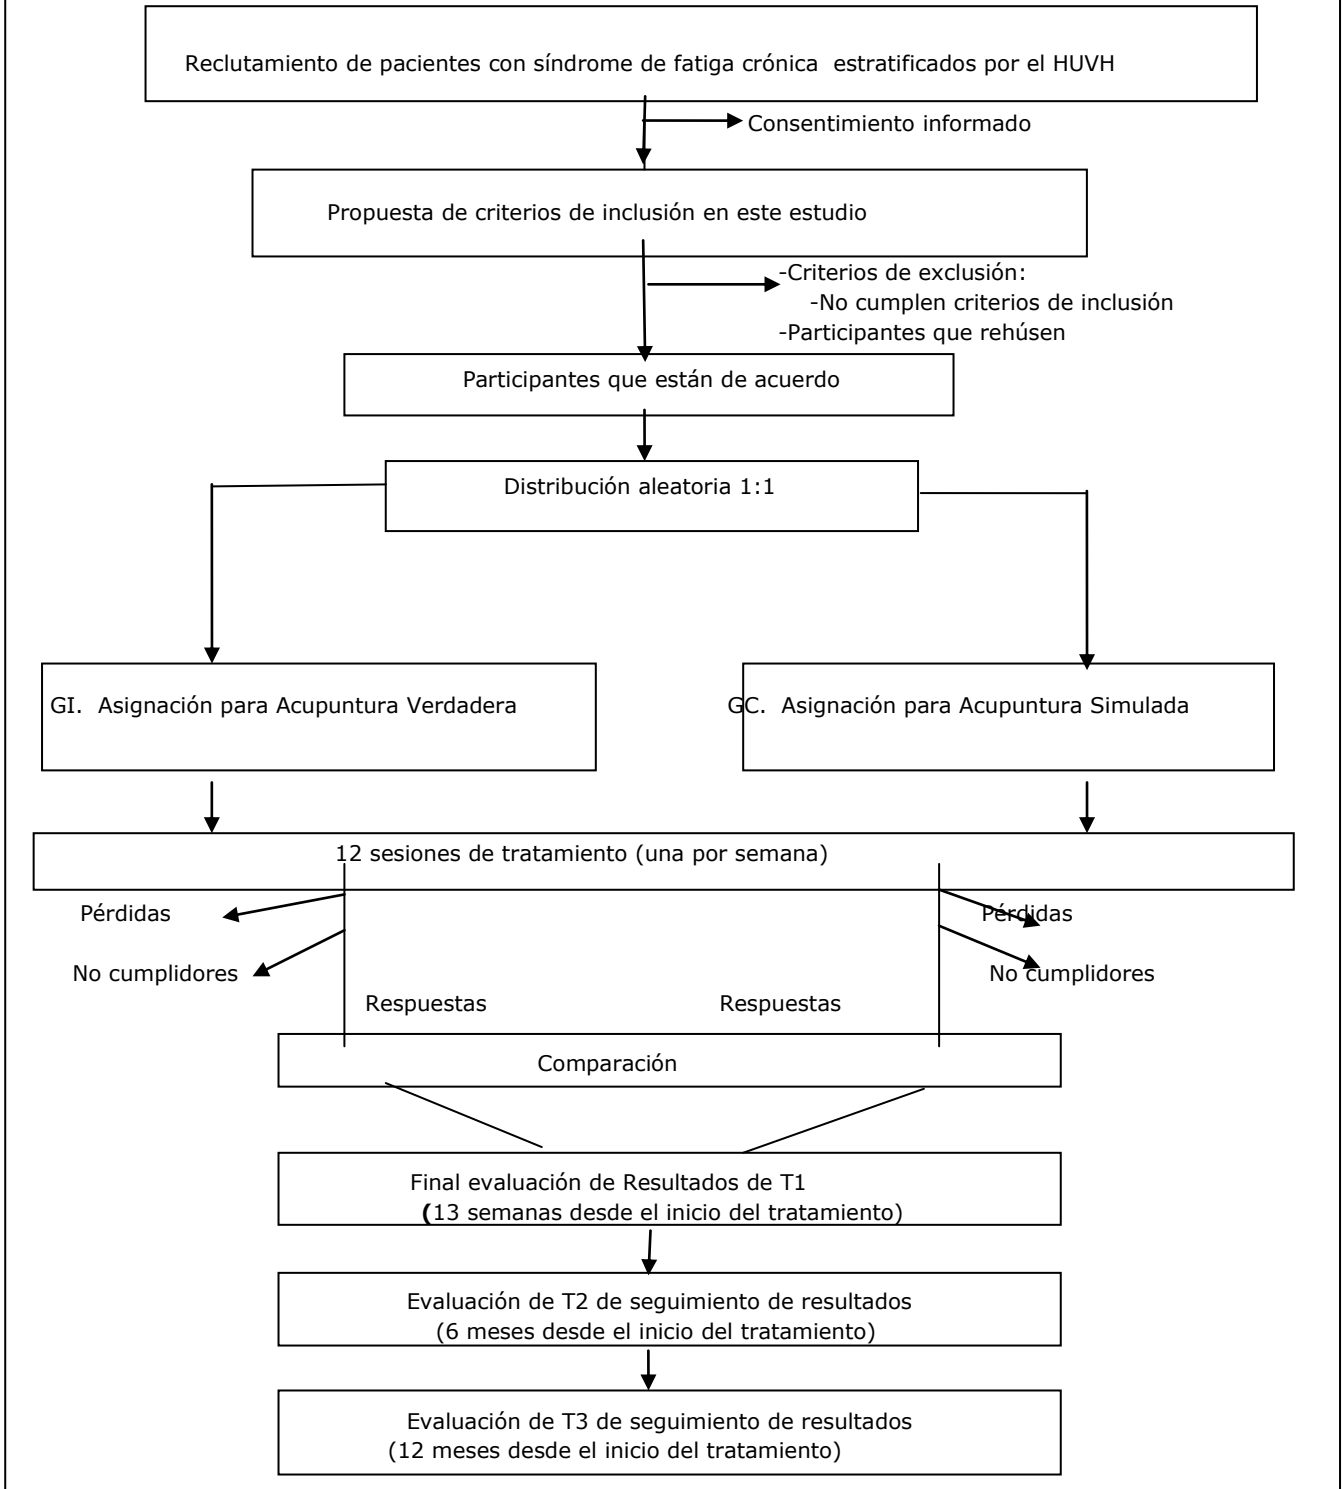 Reclutamiento de pacientes con síndrome de fatiga crónica estratificados por el HUVH
Consentimiento informado
Propuesta de criterios de inclusión en este estudio
-Criterios de exclusión:
-No cumplen criterios de inclusión
-Participantes que rehúsen
Participantes que están de acuerdo
Distribución aleatoria 1:1
GI. Asignación para Acupuntura Verdadera
GC. Asignación para Acupuntura Simulada
12 sesiones de tratamiento (una por semana)
Pérdidas
Pérdidas
No cumplidores
No cumplidores
Respuestas
Respuestas
Comparación
Final evaluación de Resultados de T1
(13 semanas desde el inicio del tratamiento)
Evaluación de T2 de seguimiento de resultados
(6 meses desde el inicio del tratamiento)
Evaluación de T3 de seguimiento de resultados
(12 meses desde el inicio del tratamiento)